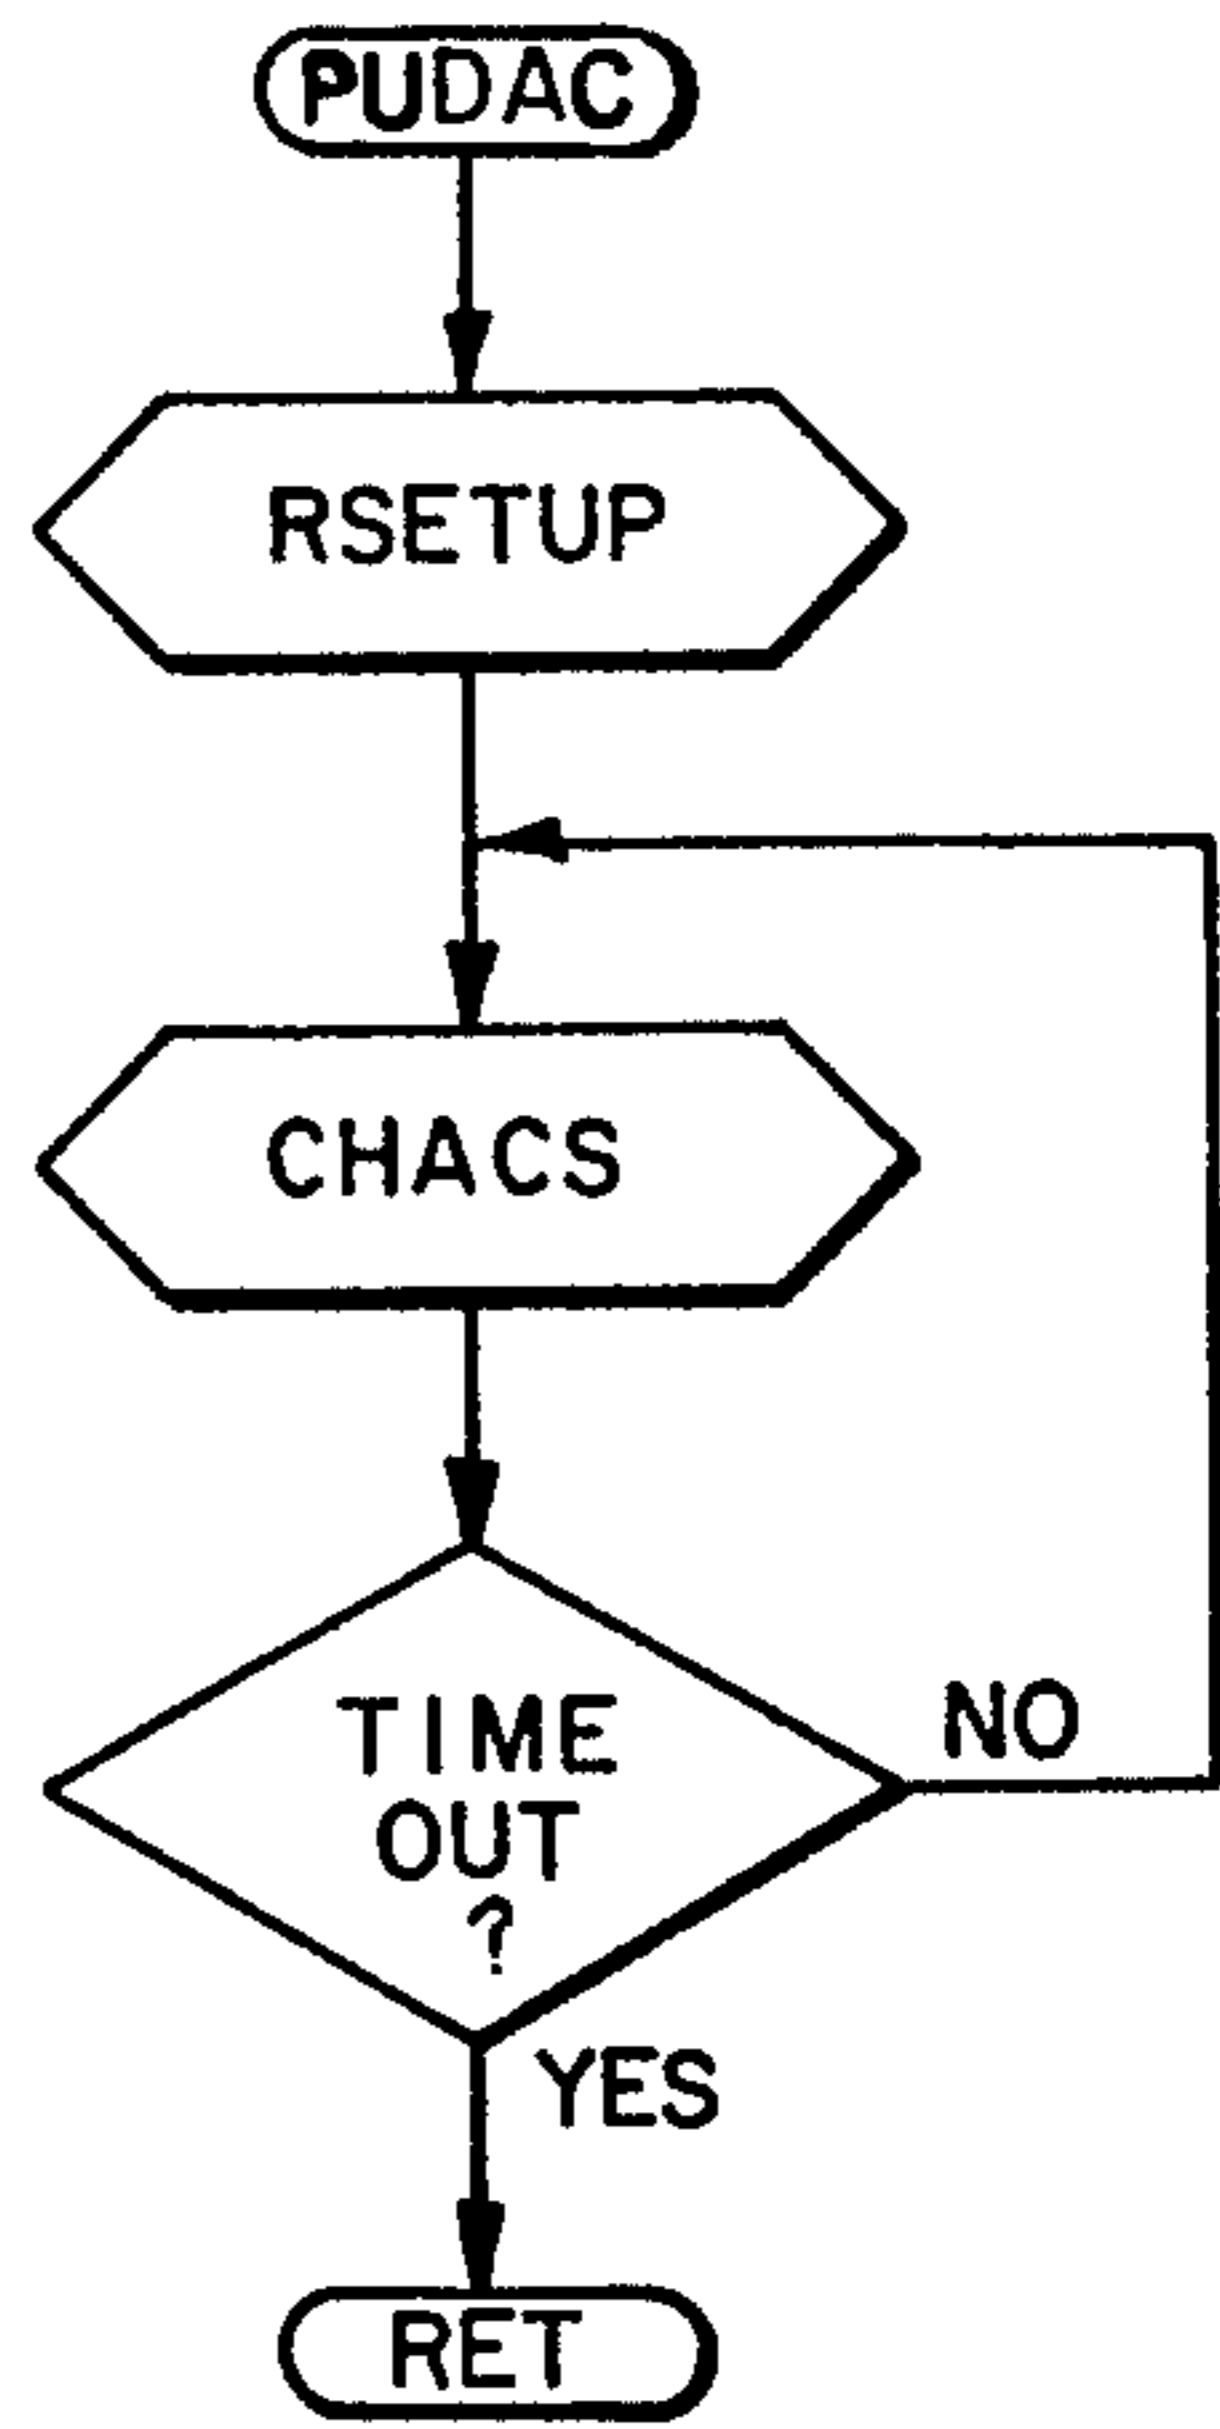 PUDAC
RSETUP
CHACS
TIME
OUT
?
NO
YES
RET